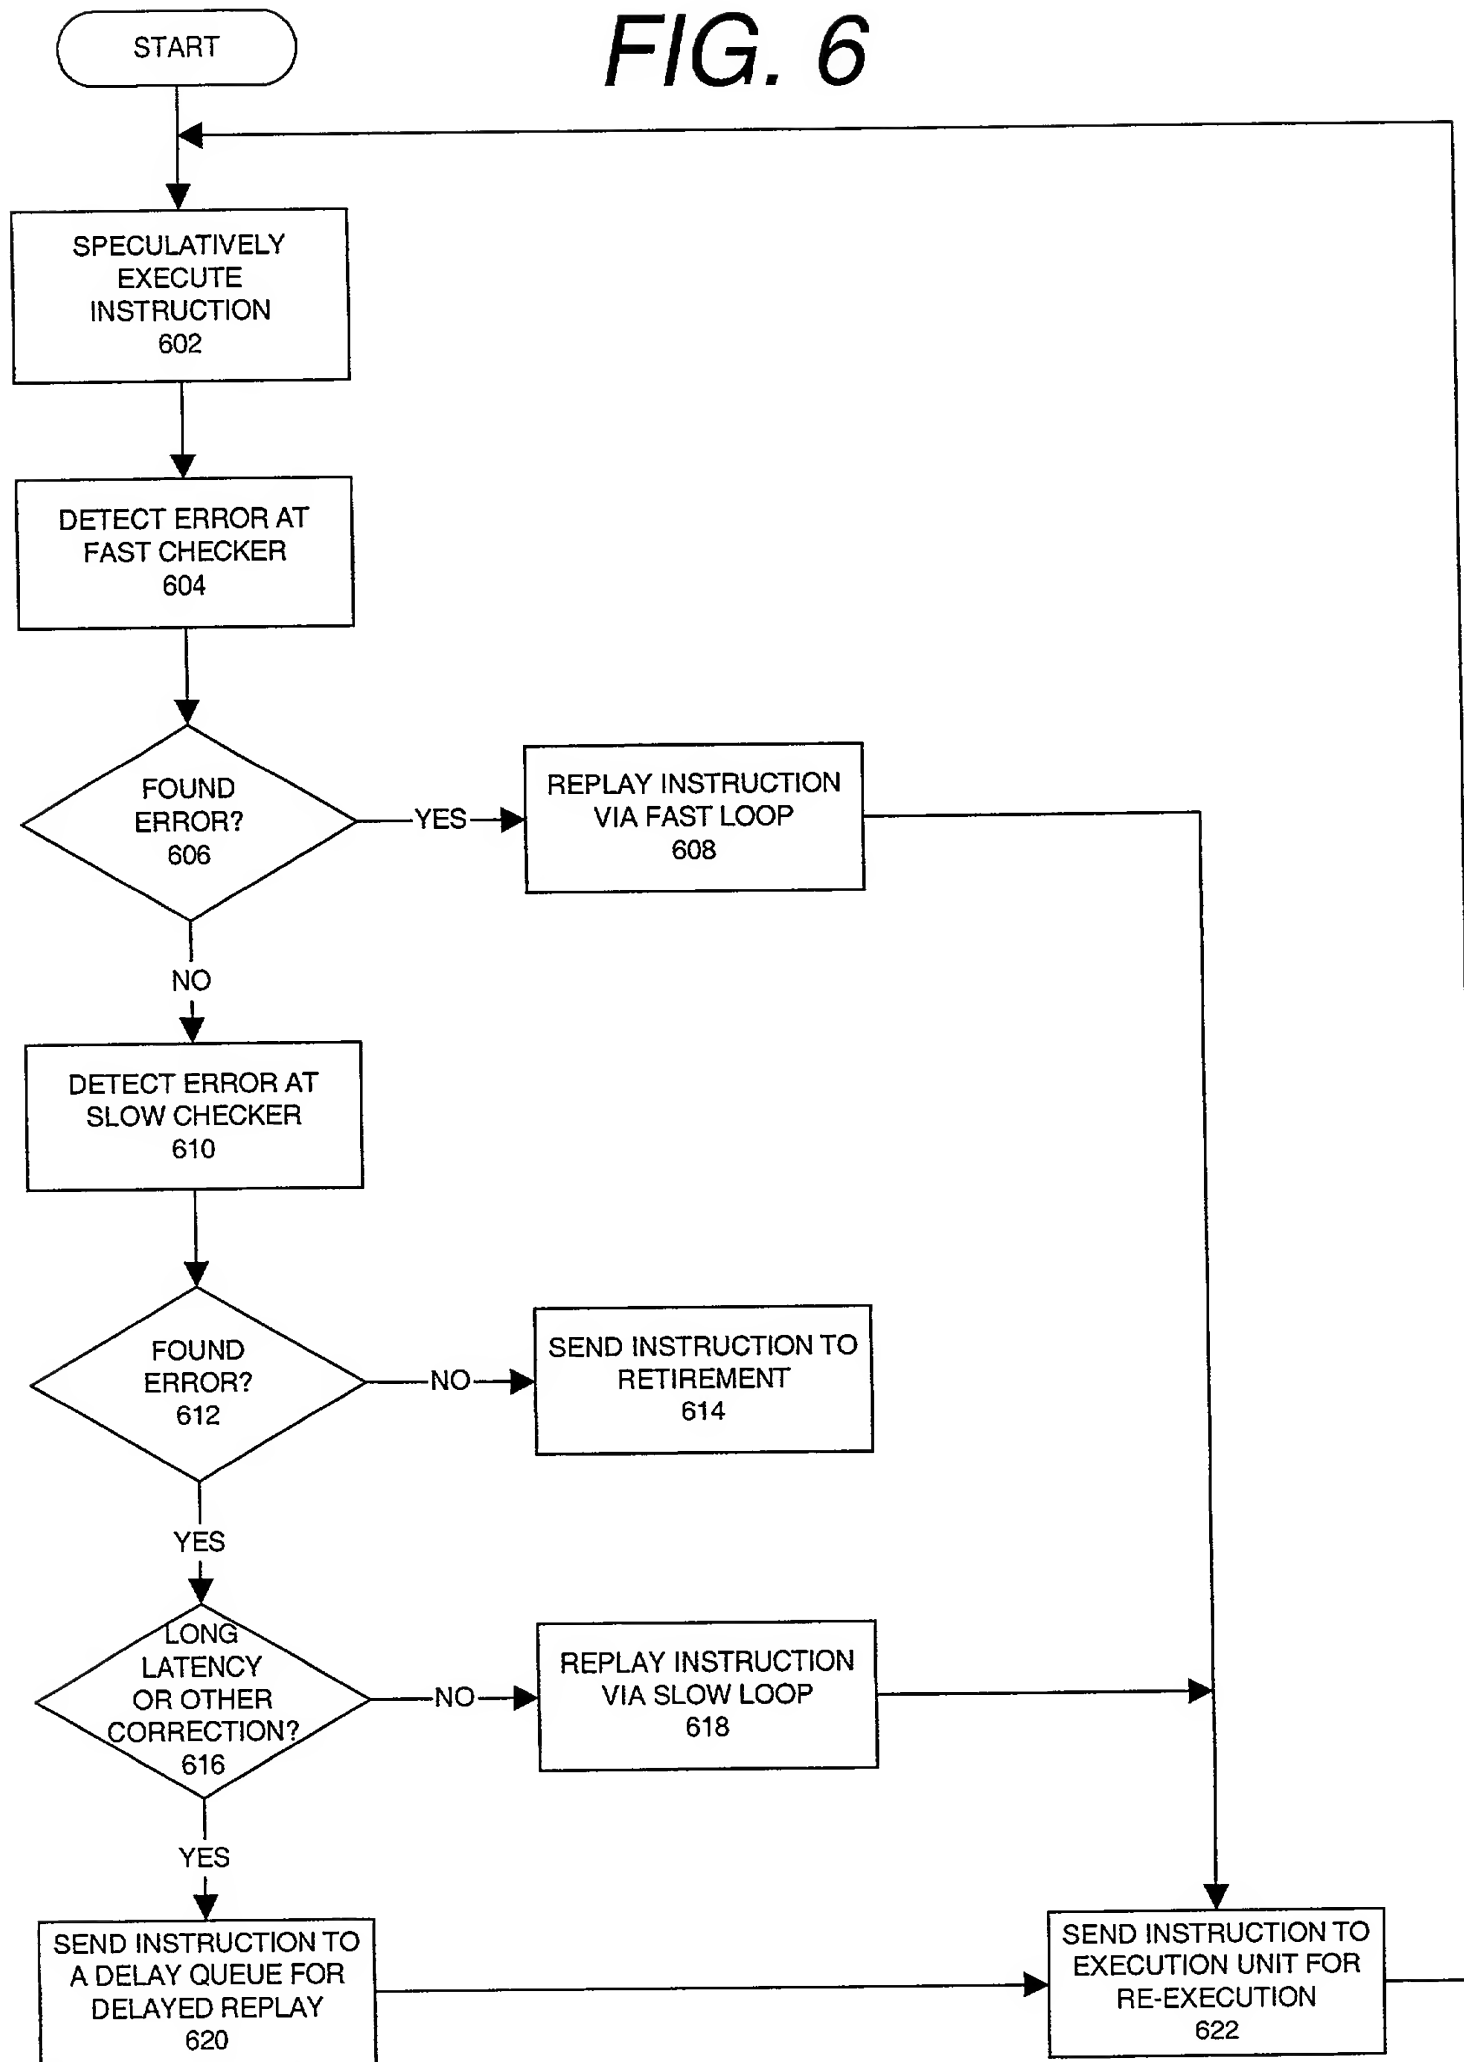 START
FIG. 6
SPECULATIVELY
EXECUTE
INSTRUCTION
602
DETECT ERROR AT
FAST CHECKER
604
FOUND
ERROR?
606
YES
REPLAY INSTRUCTION
VIA FAST LOOP
608
NO
DETECT ERROR AT
SLOW CHECKER
610
FOUND
ERROR?
612
NO
SEND INSTRUCTION TO
RETIREMENT
614
YES
LONG
LATENCY
OR OTHER
CORRECTION?
616
NO
REPLAY INSTRUCTION
VIA SLOW LOOP
618
YES
SEND INSTRUCTION TO
A DELAY QUEUE FOR
DELAYED REPLAY
620
SEND INSTRUCTION TO
EXECUTION UNIT FOR
RE-EXECUTION
622